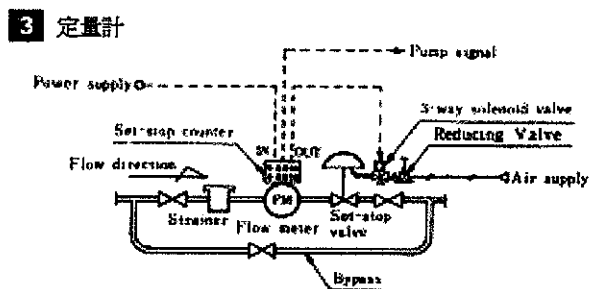 3 定量計
Pump signal
Power supply
3-way solenoid valve
Set-stop counter
IN
OUT
Reducing Valve
Flow direction
Air supply
FM
Strainer
Flow meter
Set-stop
valve
Bypass